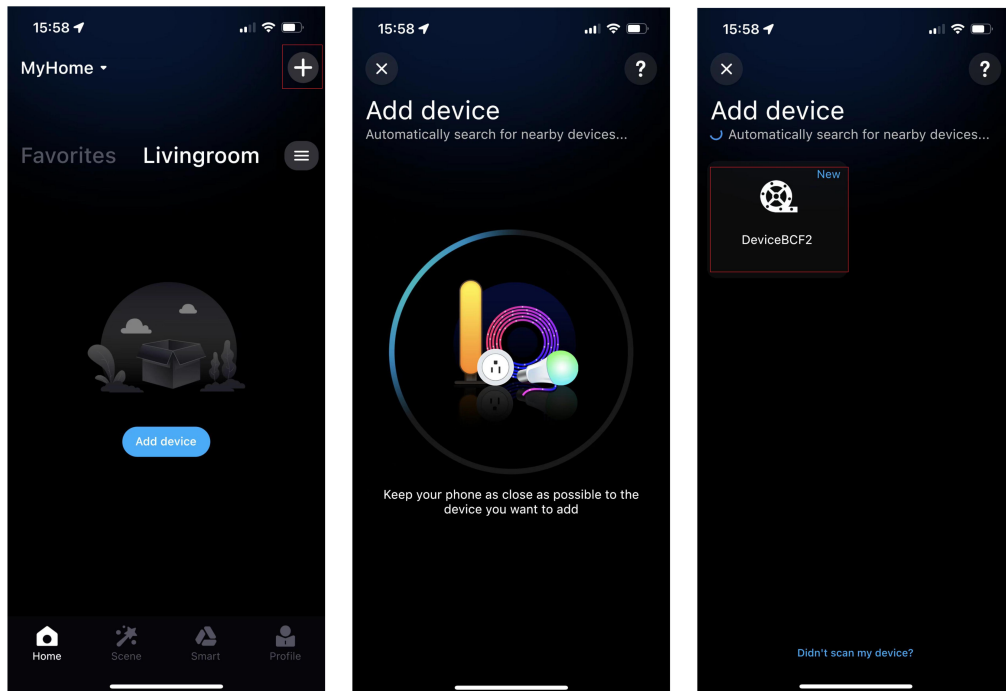 15:58
MyHome
Favorites
Livingroom
Add device
Home
Scene
Smart
Profile
15:58
?
Add device
Automatically search for nearby devices...
Keep your phone as close as possible to the
device you want to add
15:58
?
Add device
Automatically search for nearby devices...
New
DeviceBCF2
Didn't scan my device?